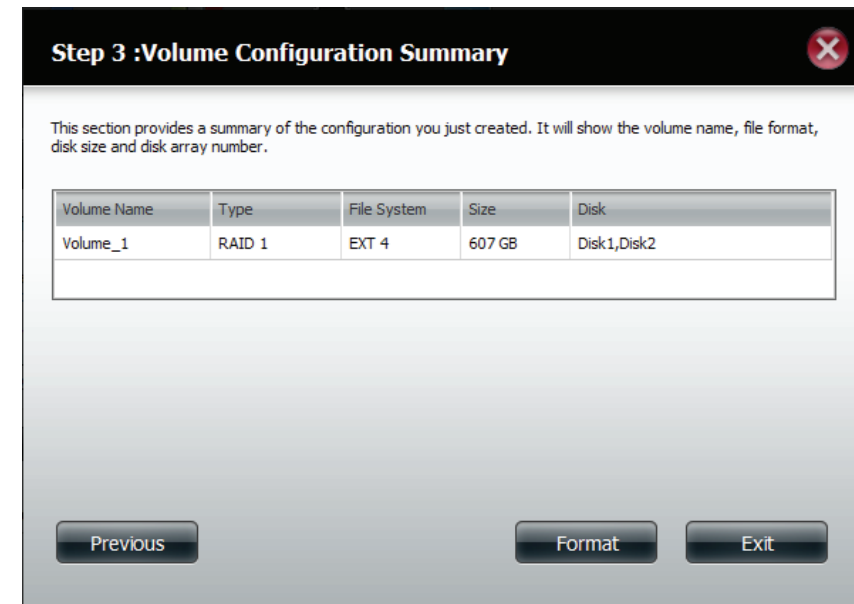 Step 3 :Volume Configuration Summary
This section provides a summary of the configuration you just created. It will show the volume name, file format,
disk size and disk array number.
Volume Name Type File System Size Disk
Volume_1 RAID 1 EXT 4 607 GB Disk1,Disk2
Previous Format Exit